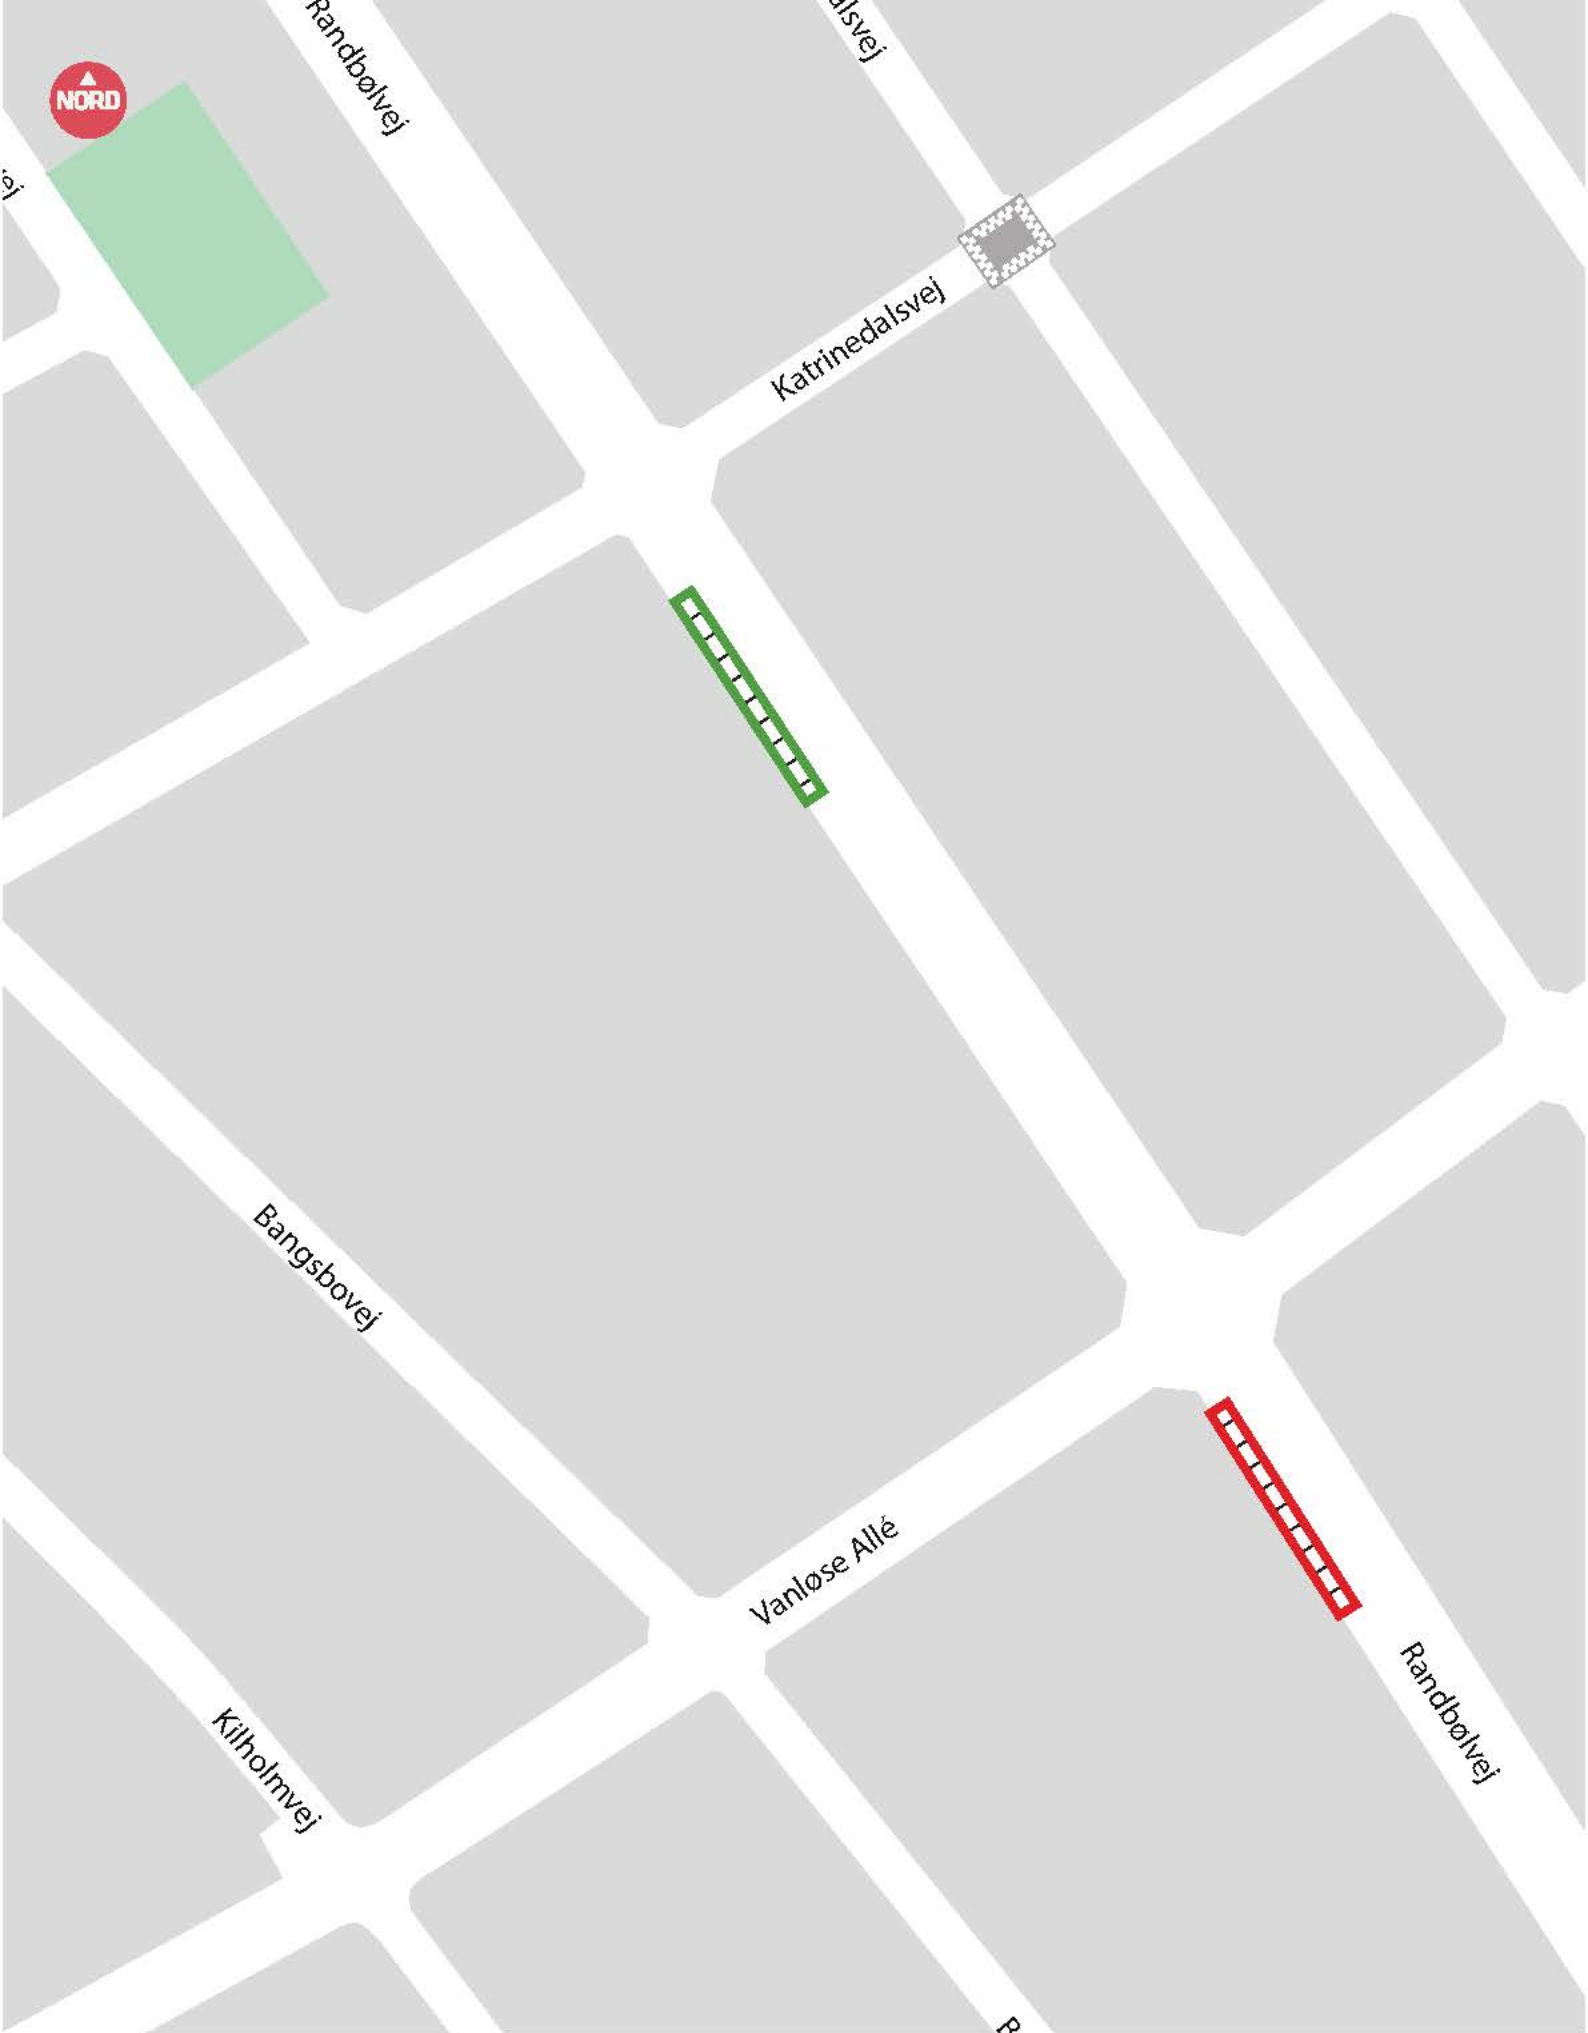 Randbølvej
NORD
Katrinedalsvej
Bangsbovej
Vanløse Allé
Randbølvej
Kilholmvej